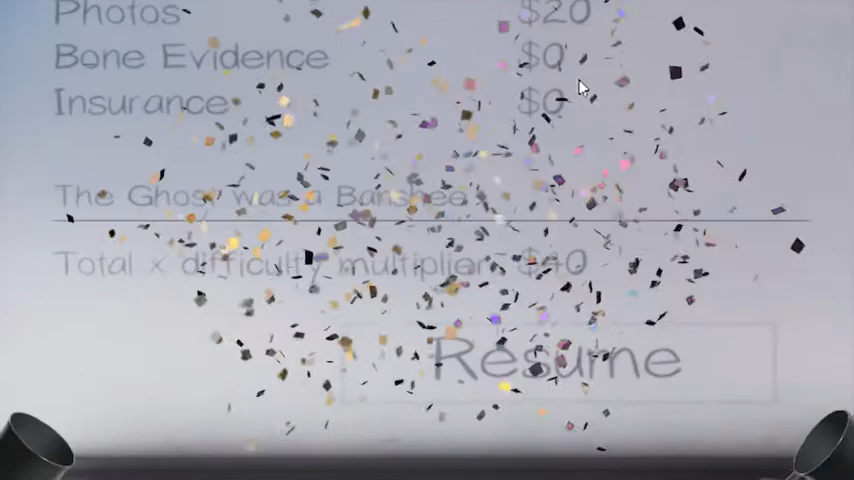 Photos $20
Bone Evidence $0
Insurance $0
The Ghost was a Banshee
Total x difficulty multiplier $40
Resume